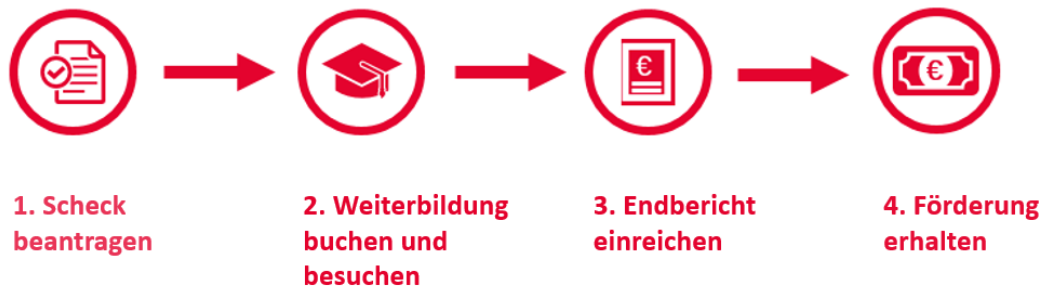 €
€
1. Scheck
beantragen
2. Weiterbildung
buchen und
besuchen
3. Endbericht
einreichen
4. Förderung
erhalten